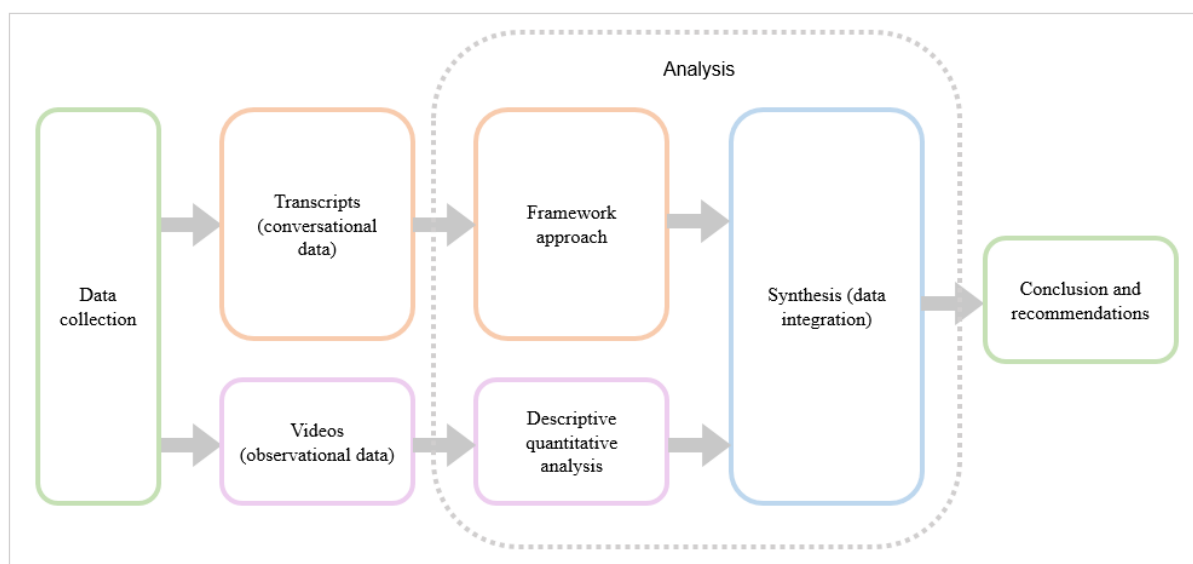 Analysis
Data
collection
Transcripts
(conversational
data)
Framework
approach
Videos
(observational data)
Descriptive
quantitative
analysis
Synthesis (data
integration)
Conclusion and
recommendations